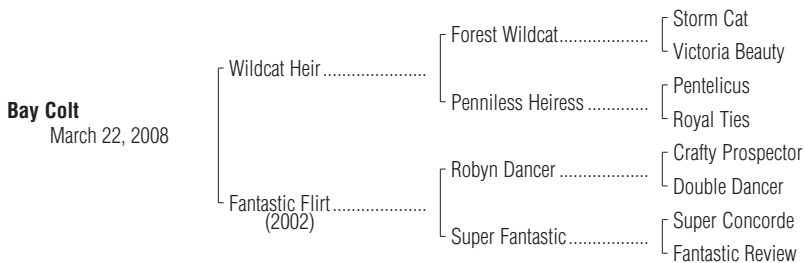 Storm Cat
Forest Wildcat....................
Victoria Beauty
Wildcat Heir.......................
Pentelicus
Penniless Heiress..............
Royal Ties
Bay Colt
March 22, 2008
Crafty Prospector
Robyn Dancer....................
Double Dancer
Fantastic Flirt.....................
(2002)
Super Concorde
Super Fantastic..................
Fantastic Review